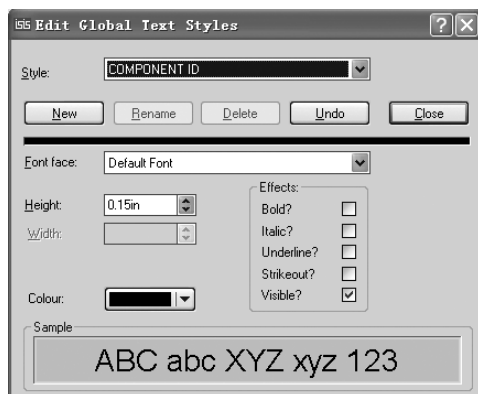 isis Edit Global Text Styles
Style: COMPONENT ID
New Rename Delete Undo Close
Font face: Default Font
Effects:
Height: 0.15in
Bold?
Width:
Italic?
Underline?
Strikeout?
Colour:
Visible?
Sample
ABC abc XYZ xyz 123